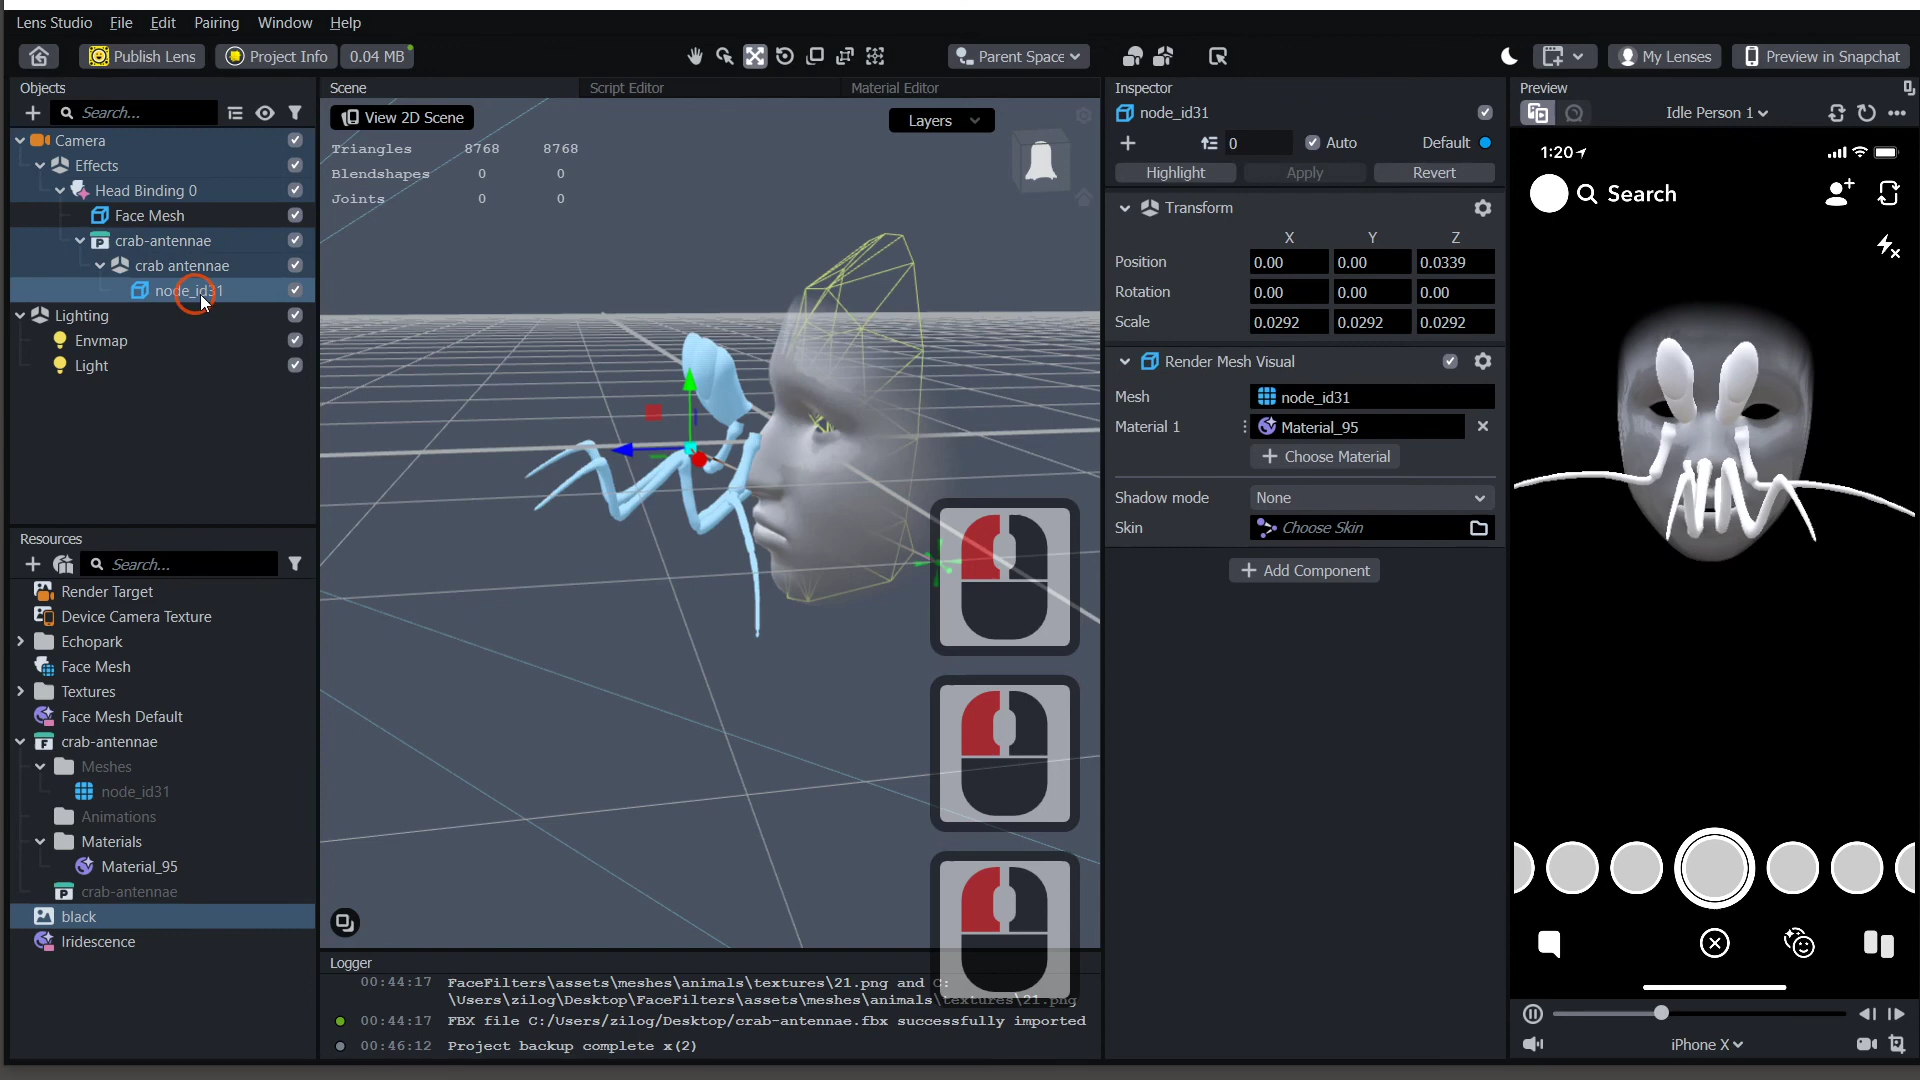 Lens Studio File Edit Pairing Window Help
Publish Lens Project Info 0.04 MB Parent Space My Lenses Preview in Snapchat
Objects
Search...
Camera
Effects
Head Binding 0
Face Mesh
crab-antennae
crab antennae
node_id31
Lighting
Envmap
Light
Resources
Search...
Render Target
Device Camera Texture
Echopark
Face Mesh
Textures
Face Mesh Default
crab-antennae
Meshes
node_id31
Animations
Materials
Material_95
crab-antennae
black
Iridescence
Scene Script Editor Material Editor
View 2D Scene Layers
Triangles 8768 8768
Blendshapes 0 0
Joints 0 0
Logger
00:44:17 FaceFilters\assets\meshes\animals\textures\21.png and C:
\Users\zilog\Desktop\FaceFilters\assets\meshes\animals\textures\21.png
00:44:17 FBX file C:/Users/zilog/Desktop/crab-antennae.fbx successfully imported
00:46:12 Project backup complete x(2)
Inspector
node_id31
0 Auto Default
Highlight Apply Revert
Transform
X Y Z
Position 0.00 0.00 0.0339
Rotation 0.00 0.00 0.00
Scale 0.0292 0.0292 0.0292
Render Mesh Visual
Mesh node_id31
Material 1 Material_95
+ Choose Material
Shadow mode None
Skin Choose Skin
+ Add Component
Preview
Idle Person 1
1:20
Search
iPhone X